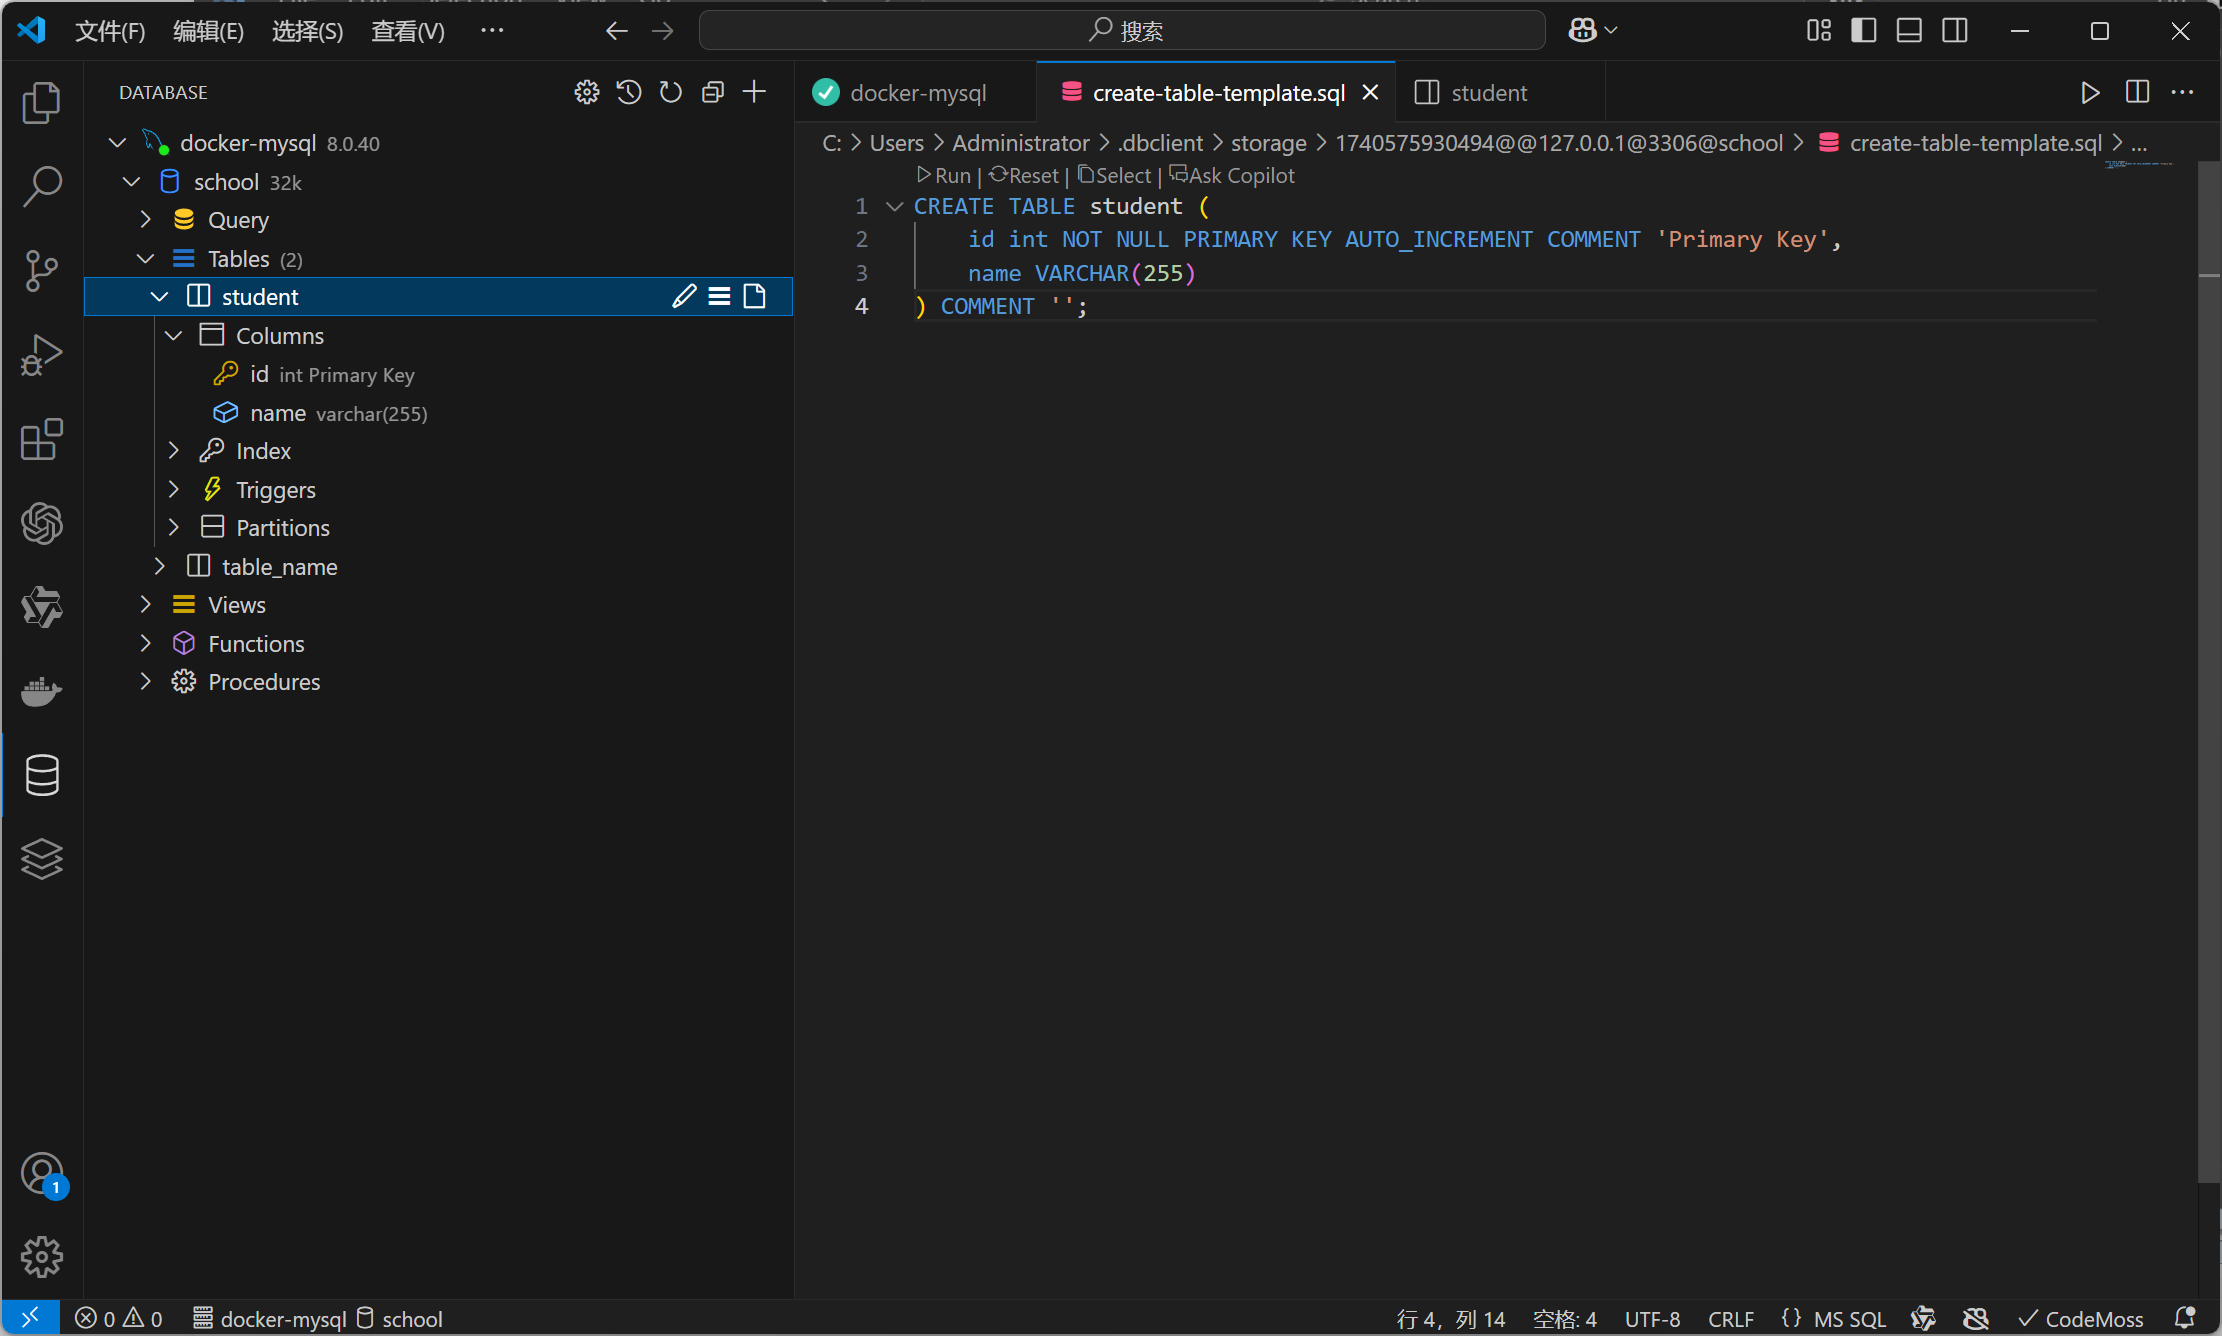 文件(F) 编辑(E) 选择(S) 查看(V) ··· 搜索
DATABASE
docker-mysql 8.0.40
school 32k
Query
Tables (2)
student
Columns
id int Primary Key
name varchar(255)
Index
Triggers
Partitions
table_name
Views
Functions
Procedures
1
docker-mysql create-table-template.sql student
C: > Users > Administrator > .dbclient > storage > 1740575930494@@127.0.0.1@3306@school > create-table-template.sql > ...
Run | Reset | Select | Ask Copilot
1 CREATE TABLE student (
2 id int NOT NULL PRIMARY KEY AUTO_INCREMENT COMMENT 'Primary Key',
3 name VARCHAR(255)
4 ) COMMENT '';
0 0 docker-mysql school 行 4，列 14 空格: 4 UTF-8 CRLF {} MS SQL CodeMoss